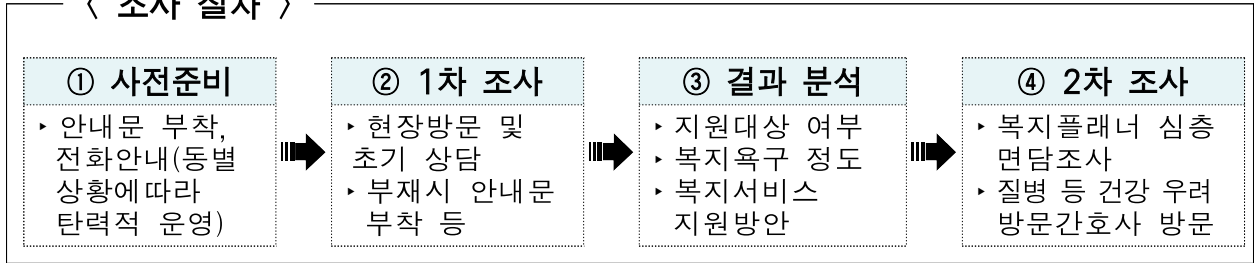 〈 조사 절차 〉
① 사전준비
‣ 안내문 부착,
전화안내(동별
상황에따라
탄력적 운영)
② 1차 조사
‣ 현장방문 및
초기 상담
‣ 부재시 안내문
부착 등
③ 결과 분석
‣ 지원대상 여부
‣ 복지욕구 정도
‣ 복지서비스
지원방안
④ 2차 조사
‣ 복지플래너 심층
면담조사
‣ 질병 등 건강 우려
방문간호사 방문